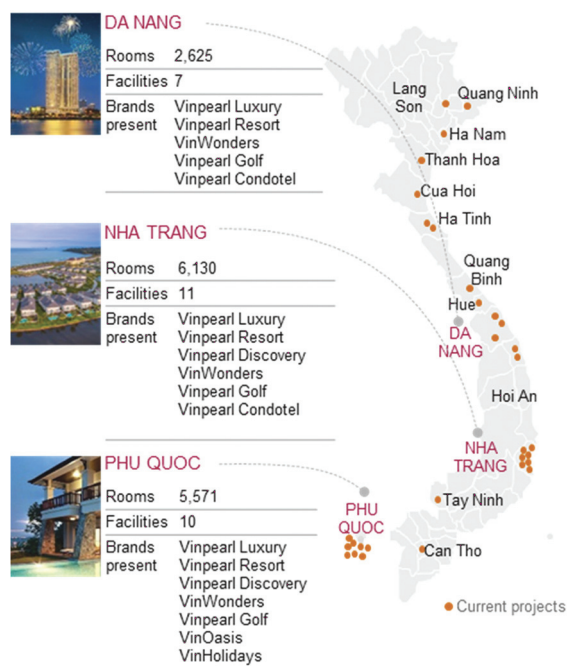 DA NANG
Rooms 2,625
Facilities 7
Brands present
Vinpearl Luxury
Vinpearl Resort
VinWonders
Vinpearl Golf
Vinpearl Condotel
NHA TRANG
Rooms 6,130
Facilities 11
Brands present
Vinpearl Luxury
Vinpearl Resort
Vinpearl Discovery
VinWonders
Vinpearl Golf
Vinpearl Condotel
PHU QUOC
Rooms 5,571
Facilities 10
Brands present
Vinpearl Luxury
Vinpearl Resort
Vinpearl Discovery
VinWonders
Vinpearl Golf
VinOasis
VinHolidays
Lang
Son
Quang Ninh
Ha Nam
Thanh Hoa
Cua Hoi
Ha Tinh
Quang
Binh
Hue
DA
NANG
Hoi An
NHA
TRANG
Tay Ninh
PHU
QUOC
Can Tho
Current projects